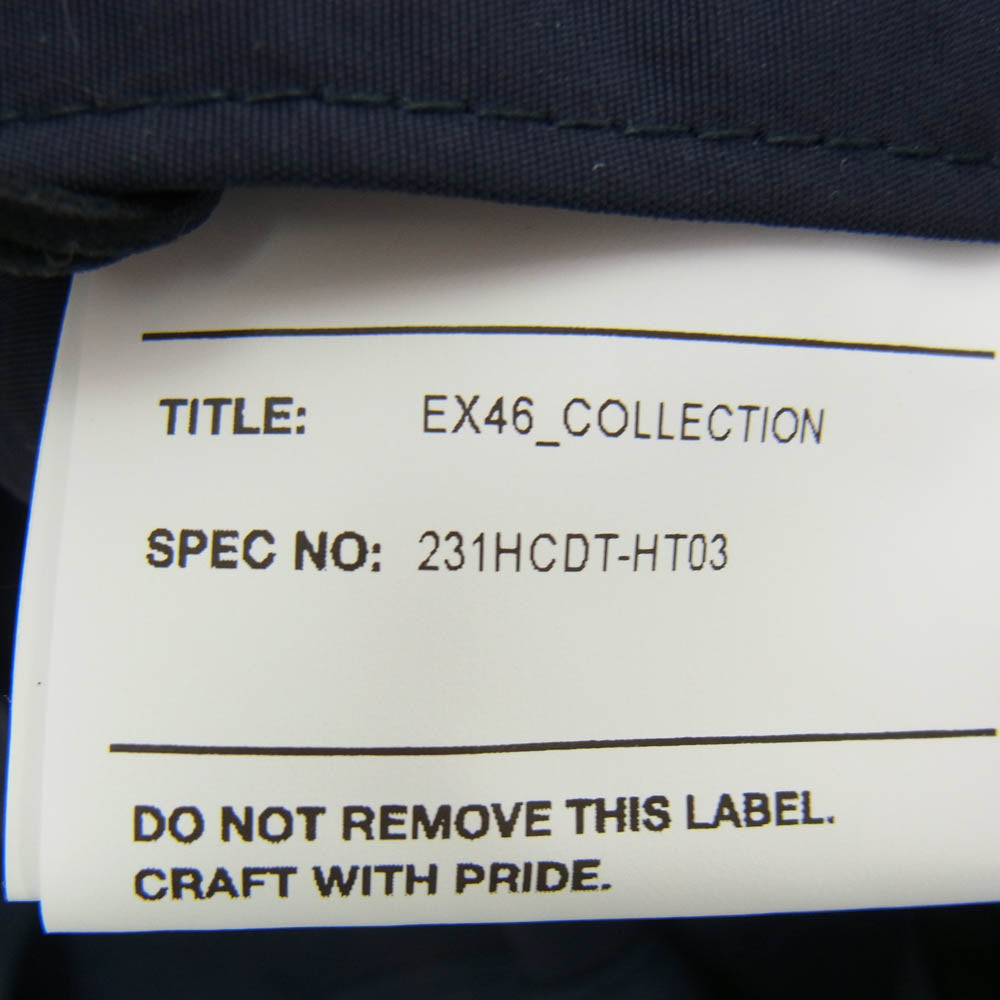 TITLE: EX46_COLLECTION
SPEC NO: 231HCDT-HT03
DO NOT REMOVE THIS LABEL.
CRAFT WITH PRIDE.